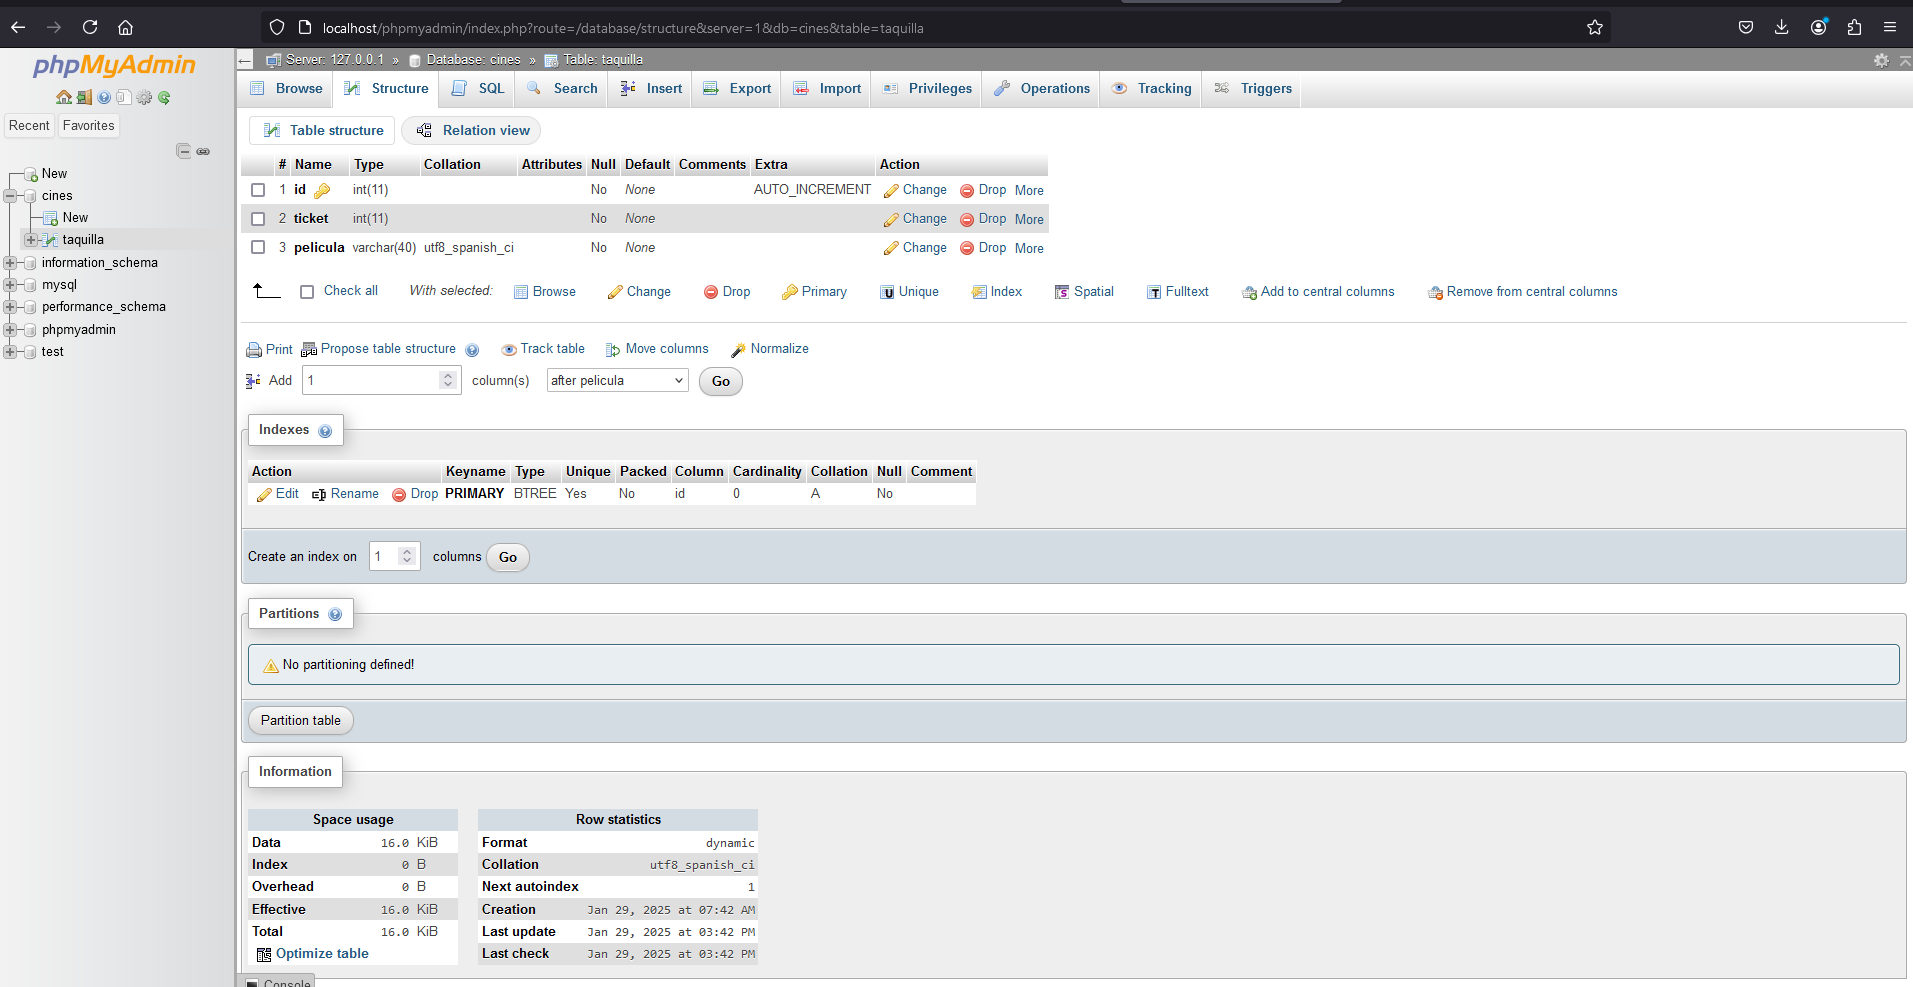 localhost/phpmyadmin/index.php?route=/database/structure&server=1&db=cines&table=taquilla
phpMyAdmin
Recent Favorites
New
cines
New
taquilla
information_schema
mysql
performance_schema
phpmyadmin
test
Server: 127.0.0.1 » Database: cines » Table: taquilla
Browse Structure SQL Search Insert Export Import Privileges Operations Tracking Triggers
Table structure Relation view
# Name Type Collation Attributes Null Default Comments Extra Action
1 id int(11) No None AUTO_INCREMENT Change Drop More
2 ticket int(11) No None Change Drop More
3 pelicula varchar(40) utf8_spanish_ci No None Change Drop More
Check all With selected: Browse Change Drop Primary Unique Index Spatial Fulltext Add to central columns Remove from central columns
Print Propose table structure Track table Move columns Normalize
Add 1 column(s) after pelicula Go
Indexes
Action Keyname Type Unique Packed Column Cardinality Collation Null Comment
Edit Rename Drop PRIMARY BTREE Yes No id 0 A No
Create an index on 1 columns Go
Partitions
No partitioning defined!
Partition table
Information
Space usage
Data 16.0 KiB
Index 0 B
Overhead 0 B
Effective 16.0 KiB
Total 16.0 KiB
Optimize table
Row statistics
Format dynamic
Collation utf8_spanish_ci
Next autoindex 1
Creation Jan 29, 2025 at 07:42 AM
Last update Jan 29, 2025 at 03:42 PM
Last check Jan 29, 2025 at 03:42 PM
Console